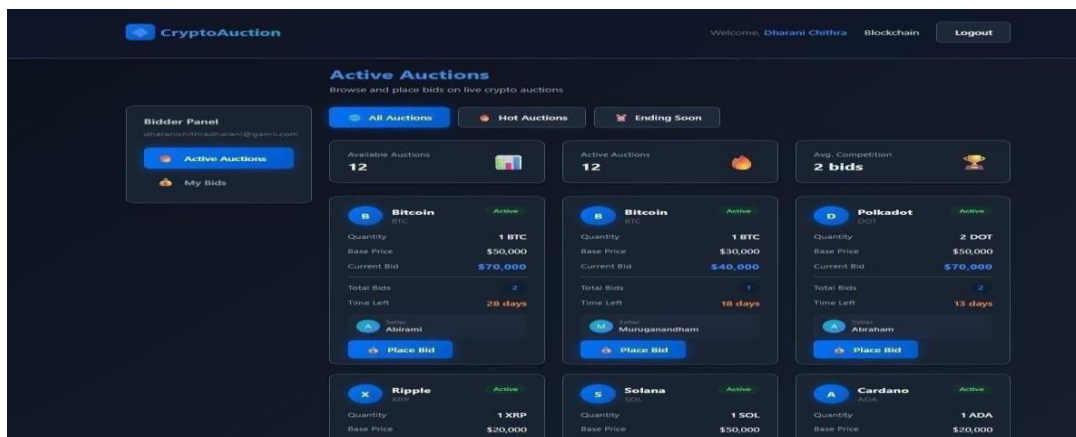 CryptoAuction
Welcome, Dharani Chithra Blockchain Logout
Active Auctions
Browse and place bids on live crypto auctions
Bidder Panel
Active Auctions
My Bids
All Auctions Hot Auctions Ending Soon
Available Auctions
12
Active Auctions
12
Avg. Competition
2 bids
B Bitcoin Active
BTC
Quantity 1 BTC
Base Price $50,000
Current Bid $70,000
Total Bids 2
Time Left 28 days
A Seller
Abirami
Place Bid
B Bitcoin Active
BTC
Quantity 1 BTC
Base Price $30,000
Current Bid $40,000
Total Bids 1
Time Left 18 days
M Seller
Muruganandham
Place Bid
D Polkadot Active
DOT
Quantity 2 DOT
Base Price $50,000
Current Bid $70,000
Total Bids 2
Time Left 13 days
A Seller
Abraham
Place Bid
X Ripple Active
XRP
Quantity 1 XRP
Base Price $20,000
S Solana Active
SOL
Quantity 1 SOL
Base Price $50,000
A Cardano Active
ADA
Quantity 1 ADA
Base Price $20,000